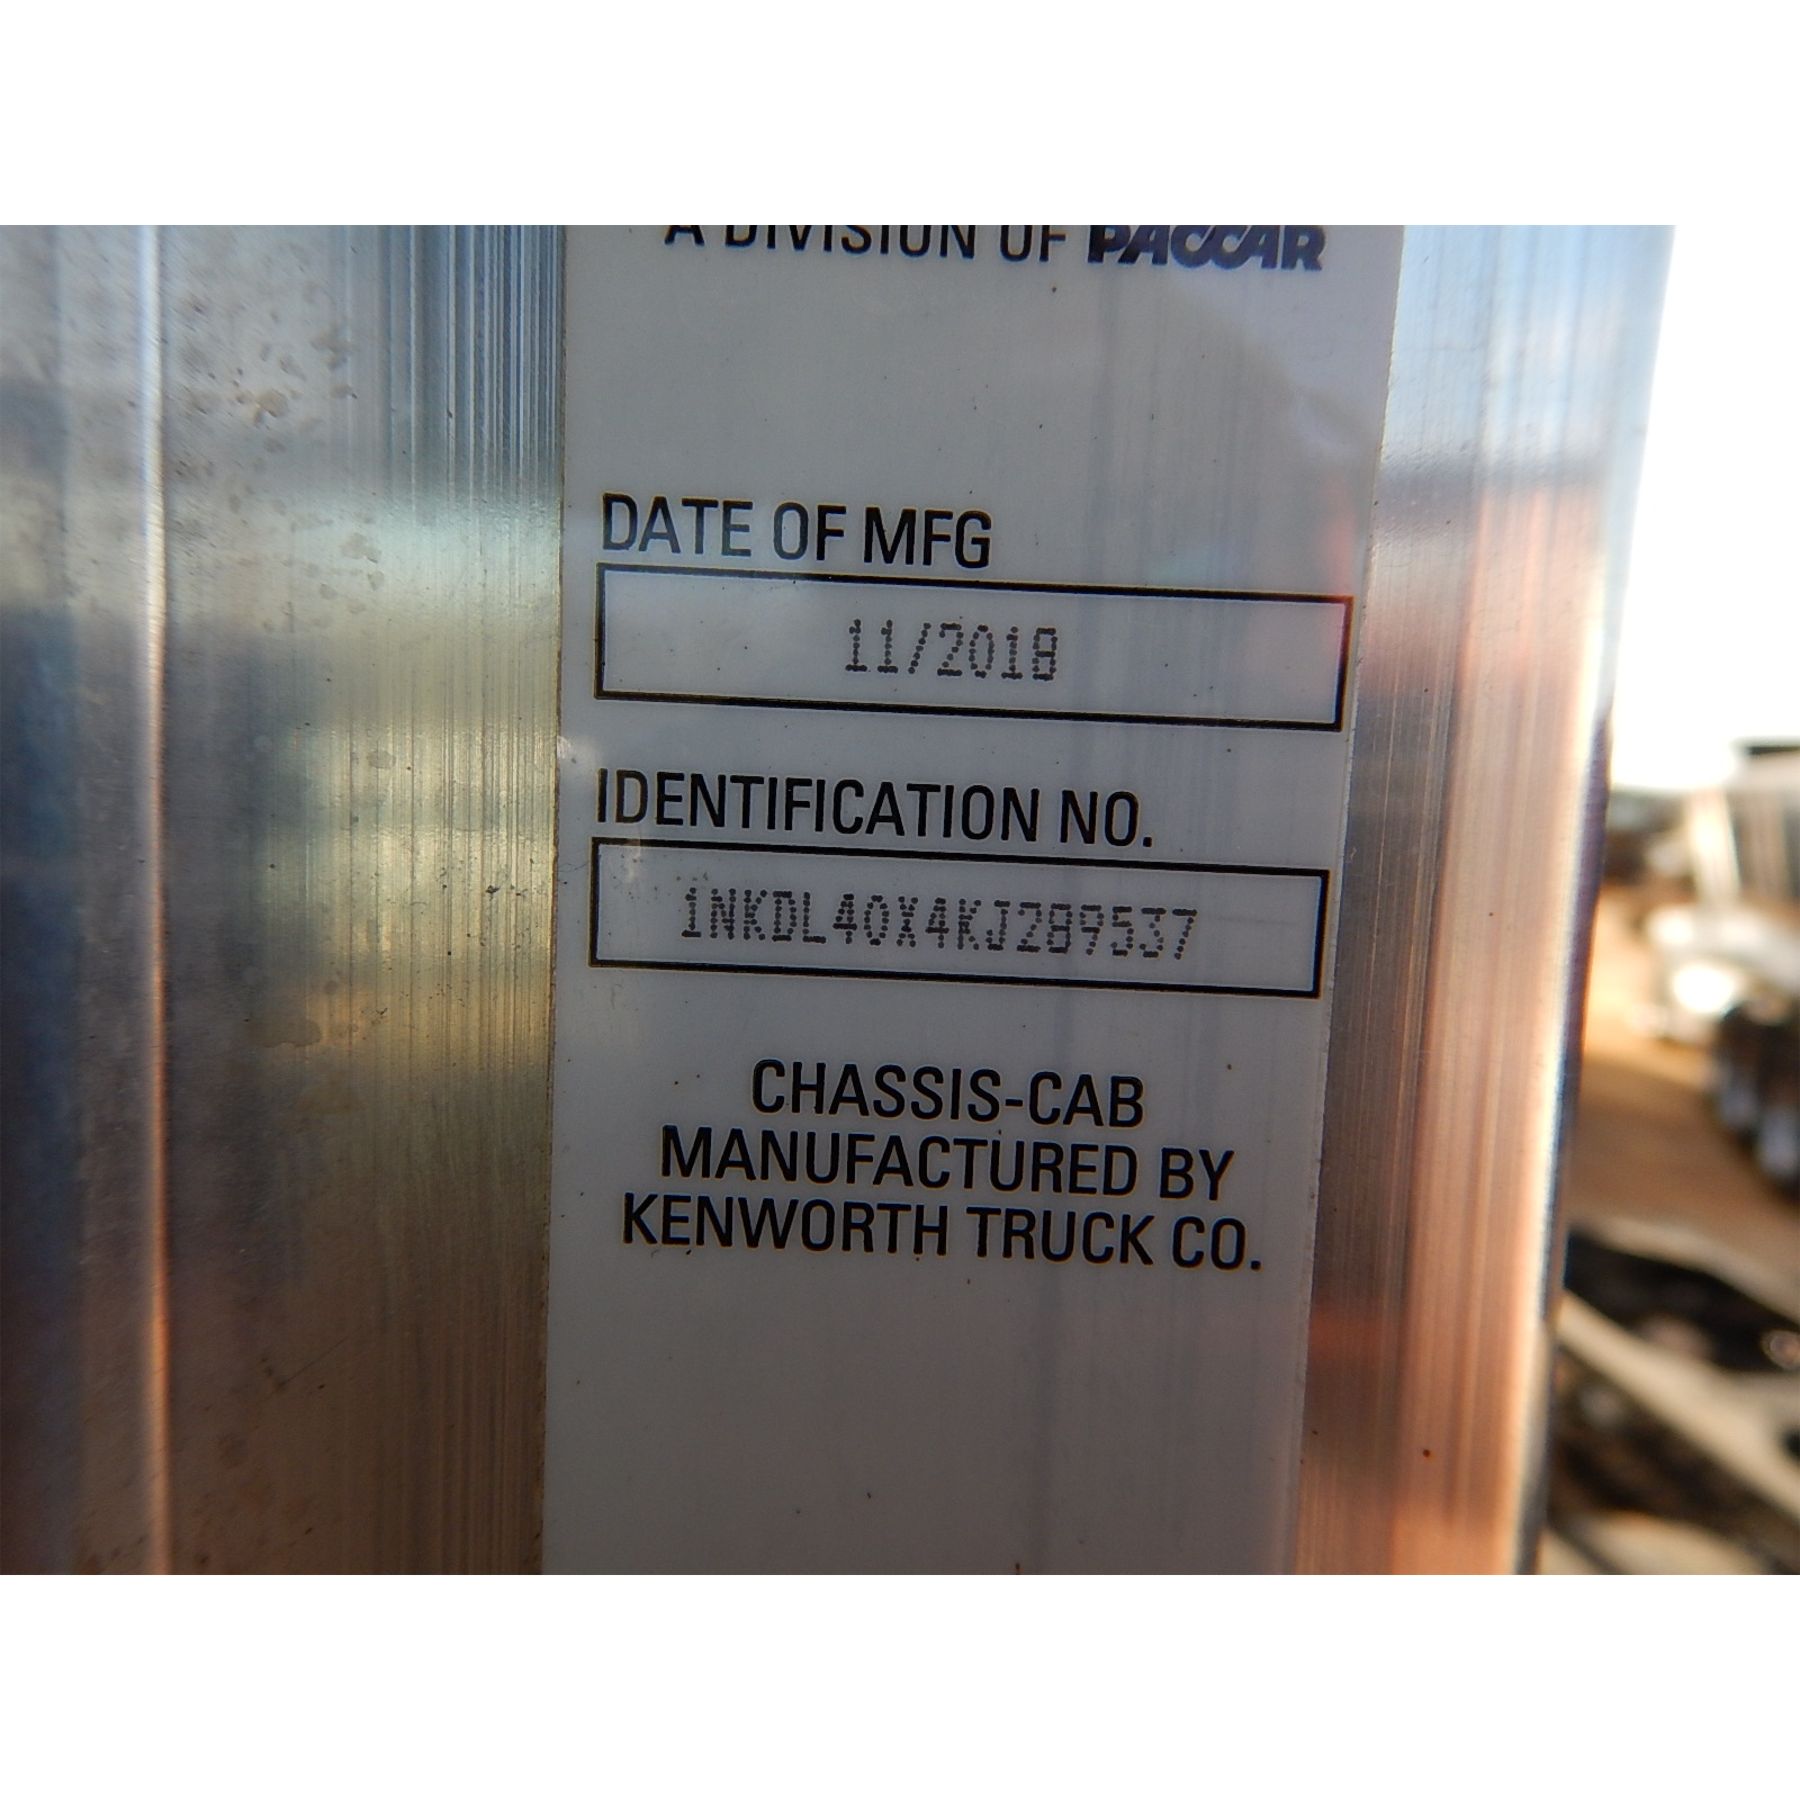 A DIVISION OF PACCAR
DATE OF MFG
11/2018
IDENTIFICATION NO.
1NKDL40X4KJ289537
CHASSIS-CAB
MANUFACTURED BY
KENWORTH TRUCK CO.